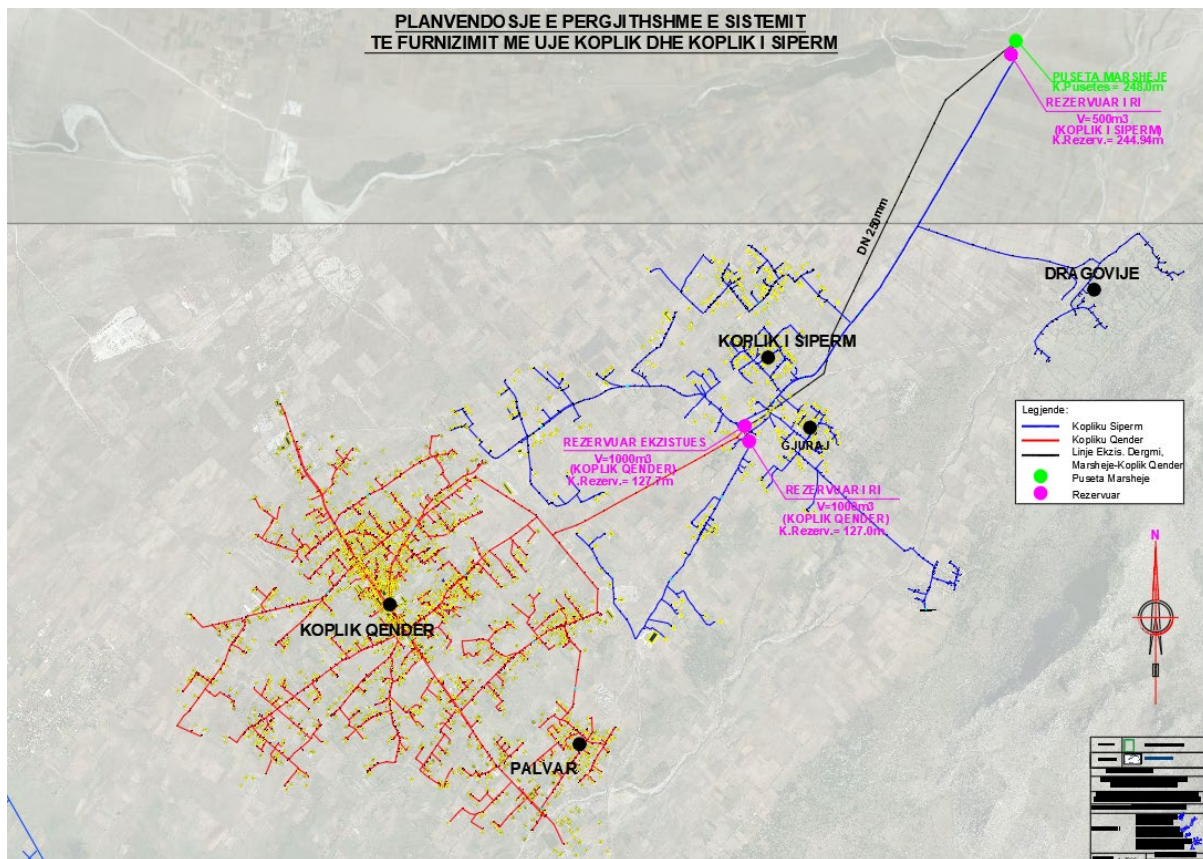 PLANVENDOSJE E PERGJITHSHME E SISTEMIT
TE FURNIZIMIT ME UJE KOPLIK DHE KOPLIK I SIPERM
PUSETA MARSHEJE
K.Pusetes = 248.0m
REZERVUAR I RI
V=500m3
(KOPLIK I SIPERM)
K.Rezerv.= 244.94m
DN 250mm
DRAGOVIJE
KOPLIK I SIPERM
GJURAJ
REZERVUAR EKZISTUES
V=1000m3
(KOPLIK QENDER)
K.Rezerv.= 127.7m
REZERVUAR I RI
V=1000m3
(KOPLIK QENDER)
K.Rezerv.= 127.0m
Legjende:
Kopliku Siperm
Kopliku Qender
Linje Ekzis. Dergmi,
Marsheje-Koplik Qender
Puseta Marsheje
Rezervuar
N
KOPLIK QENDER
PALVAR